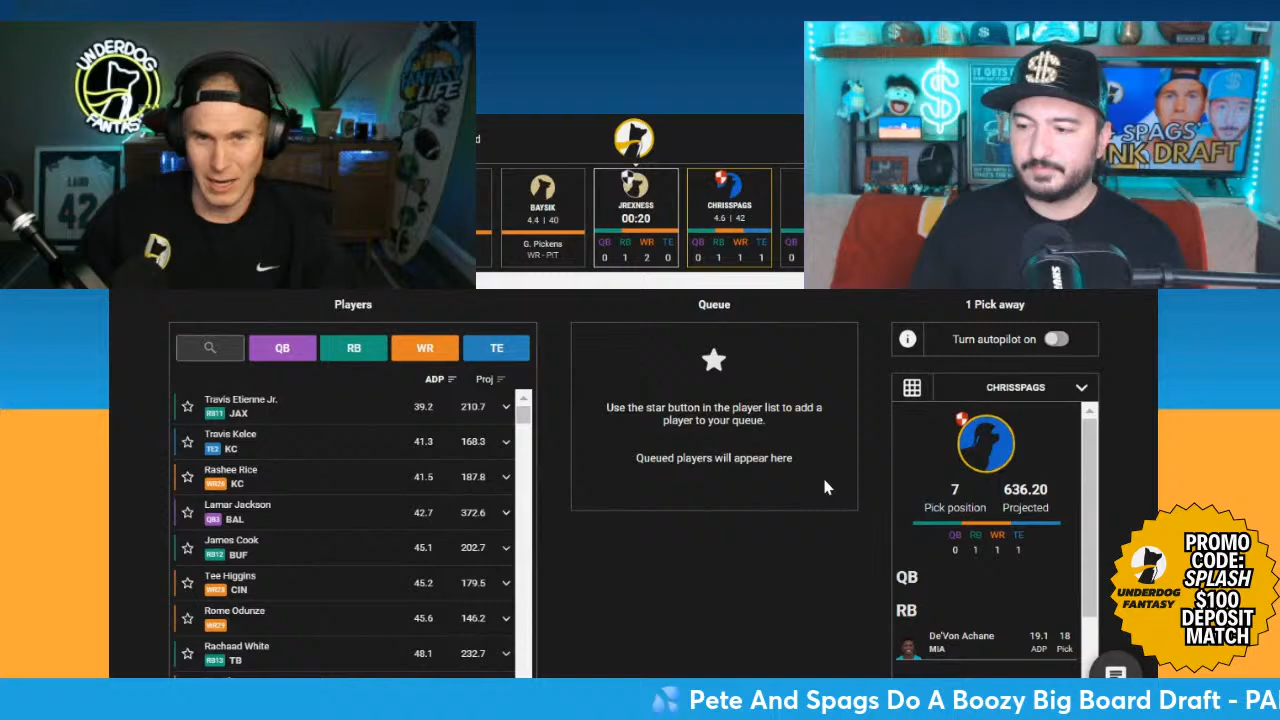 UNDERDOG
FANTASY
FANTASY
LIFE
LAMB
42
BAYSIK
4.4 | 40
G. Pickens
WR - PIT
JREXNESS
00:20
QB RB WR TE
0 1 2 0
CHRISSPAGS
4.6 | 42
QB RB WR TE
0 1 1 1
QB
0
IT GETS
$
$
SPAGS'
NK DRAFT
Players
QB
RB
WR
TE
ADP
Proj
Travis Etienne Jr.
RB11 JAX
39.2
210.7
Travis Kelce
TE2 KC
41.3
168.3
Rashee Rice
WR26 KC
41.5
187.8
Lamar Jackson
QB3 BAL
42.7
372.6
James Cook
RB12 BUF
45.1
202.7
Tee Higgins
WR28 CIN
45.2
179.5
Rome Odunze
WR29
45.6
146.2
Rachaad White
RB13 TB
48.1
232.7
Queue
Use the star button in the player list to add a
player to your queue.
Queued players will appear here
1 Pick away
Turn autopilot on
CHRISSPAGS
7
636.20
Pick position
Projected
QB RB WR TE
0 1 1 1
QB
RB
De'Von Achane
19.1
18
MIA
ADP
Pick
UNDERDOG
FANTASY
PROMO
CODE:
SPLASH
$100
DEPOSIT
MATCH
💦 Pete And Spags Do A Boozy Big Board Draft - PA